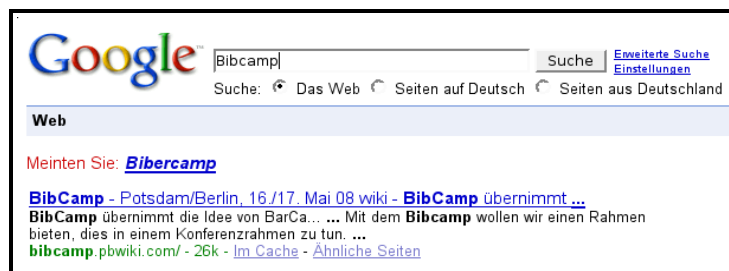 Google™ Bibcamp Suche Erweiterte Suche
Einstellungen
Suche: Das Web Seiten auf Deutsch Seiten aus Deutschland
Web
Meinten Sie: Bibercamp
BibCamp - Potsdam/Berlin, 16./17. Mai 08 wiki - BibCamp übernimmt ...
BibCamp übernimmt die Idee von BarCa... ... Mit dem Bibcamp wollen wir einen Rahmen
bieten, dies in einem Konferenzrahmen zu tun. ...
bibcamp.pbwiki.com/ - 26k - Im Cache - Ähnliche Seiten